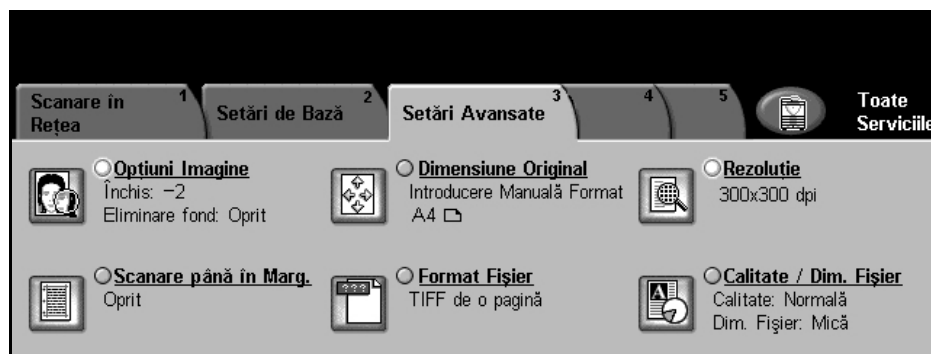 Scanare în Rețea 1
Setări de Bază 2
Setări Avansate 3
4
5
Toate Serviciile
Opțiuni Imagine
Închis: −2
Eliminare fond: Oprit
Dimensiune Original
Introducere Manuală Format
A4
Rezoluție
300x300 dpi
Scanare până în Marg.
Oprit
Format Fișier
???
TIFF de o pagină
A
Calitate / Dim. Fișier
Calitate: Normală
Dim. Fișier: Mică